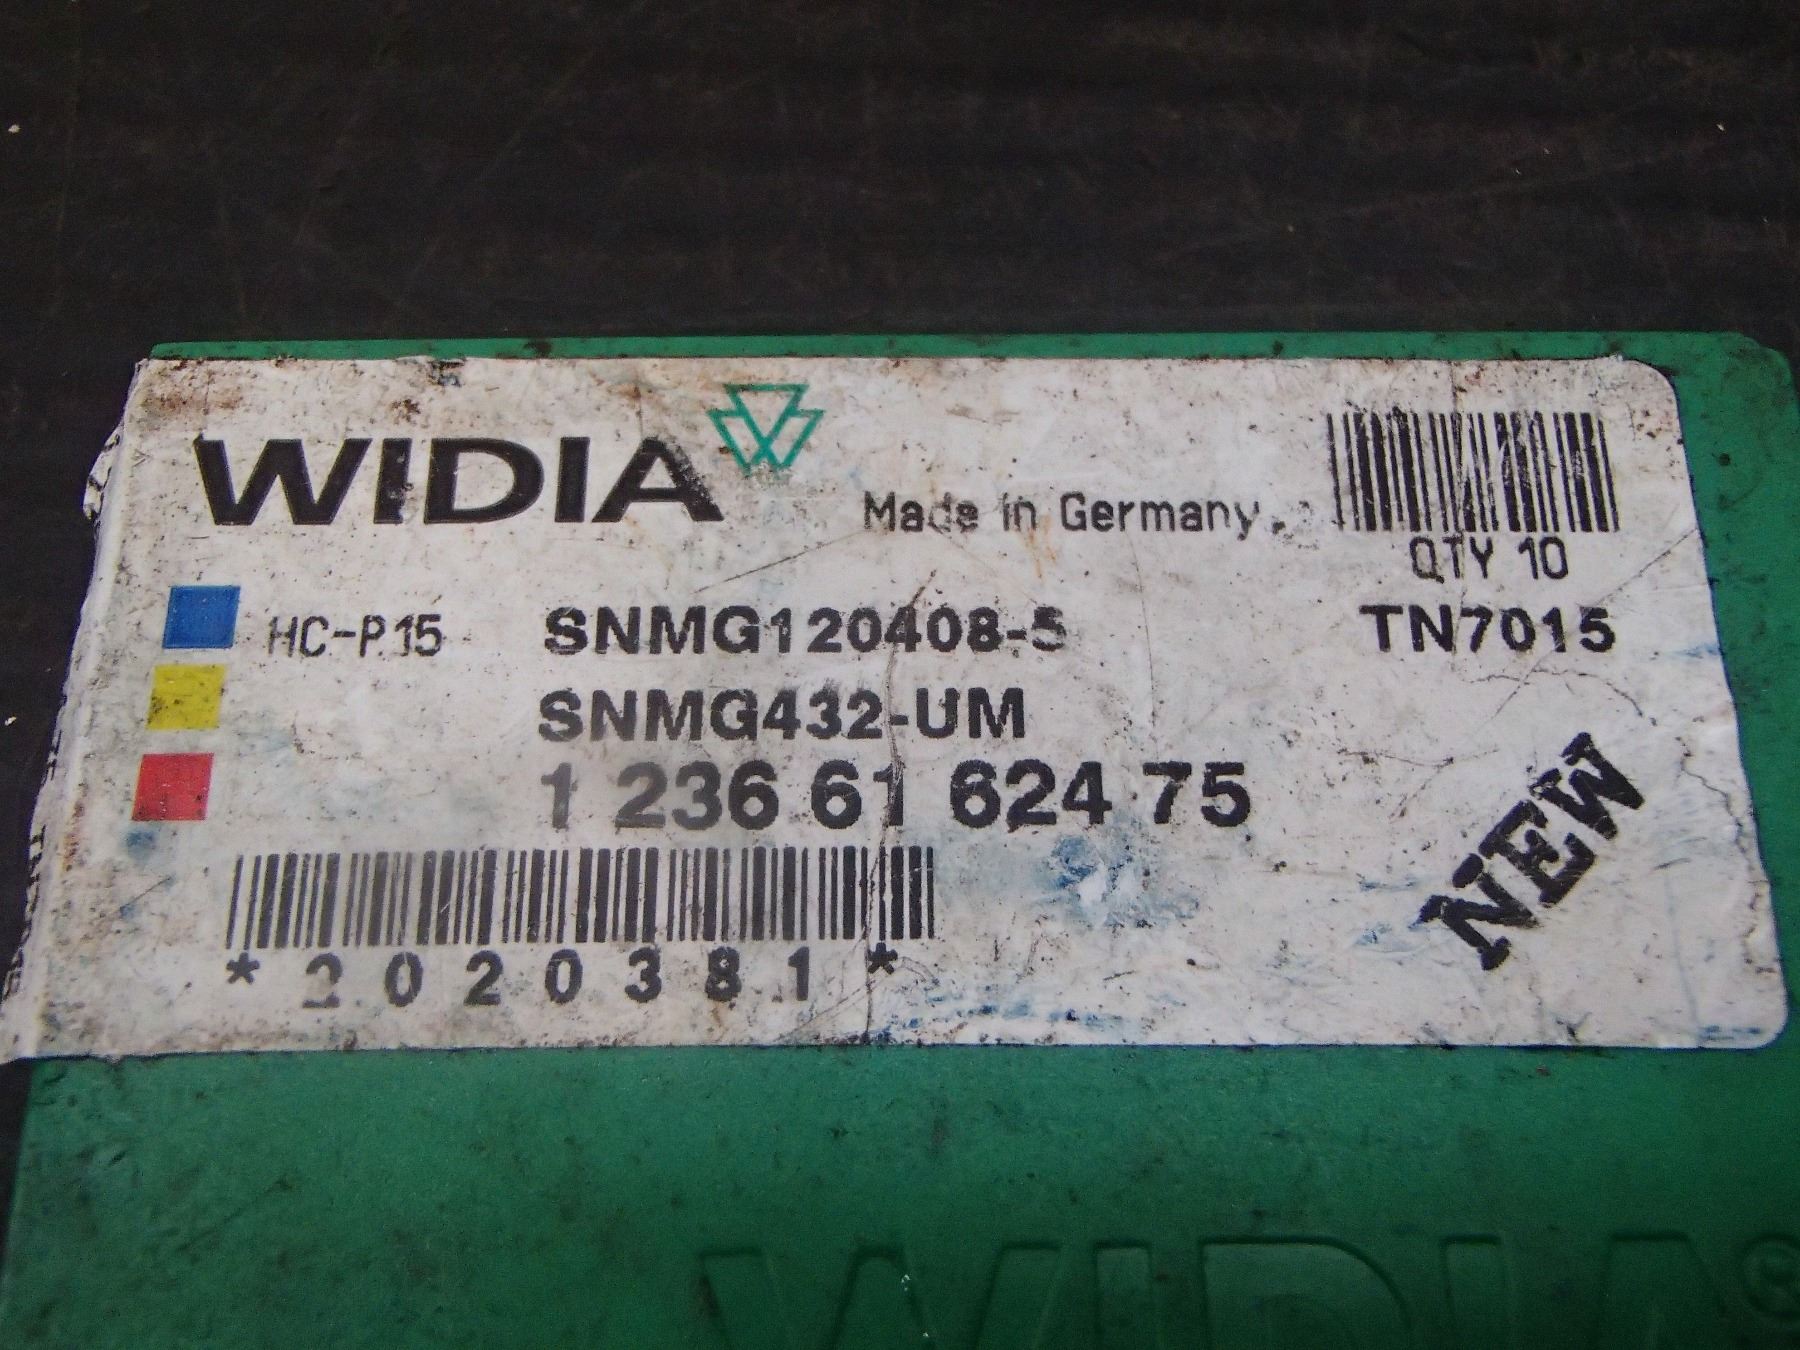 WIDIA
Made in Germany
QTY 10
HC-P15 SNMG120408-5 TN7015
SNMG432-UM
1 236 61 624 75
NEW
*2020381*
WIDIA